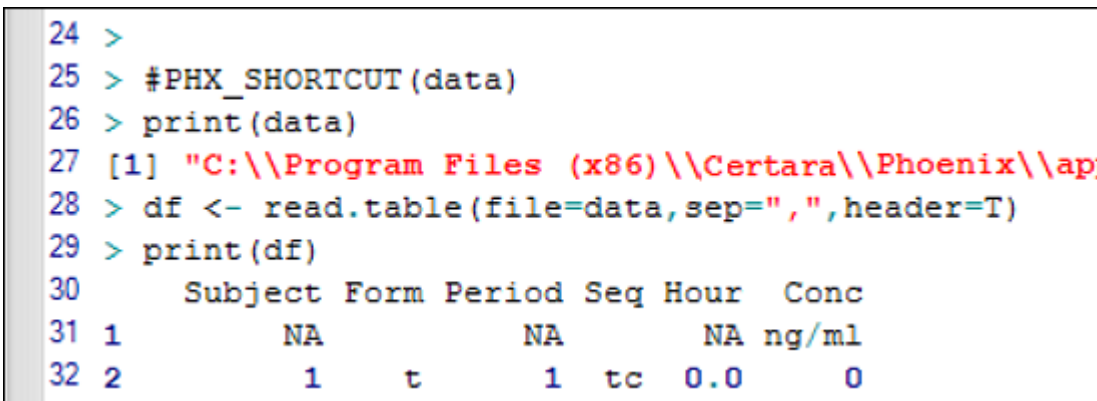 24 >
25 > #PHX_SHORTCUT(data)
26 > print(data)
27 [1] "C:\\Program Files (x86)\\Certara\\Phoenix\\ap
28 > df <- read.table(file=data,sep=",",header=T)
29 > print(df)
30 Subject Form Period Seq Hour Conc
31 1 NA NA NA ng/ml
32 2 1 t 1 tc 0.0 0